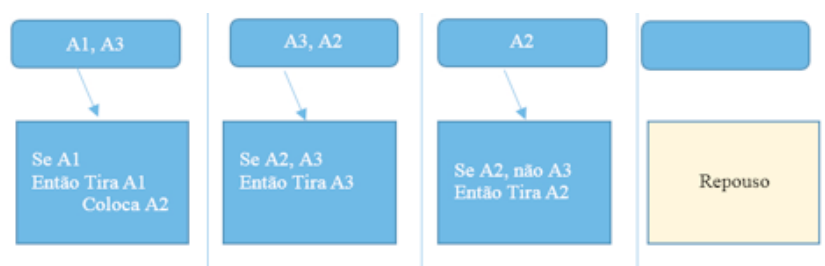 A1, A3
Se A1
Então Tira A1
Coloca A2
A3, A2
Se A2, A3
Então Tira A3
A2
Se A2, não A3
Então Tira A2
Repouso